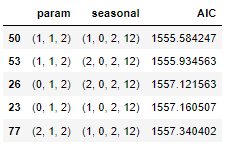 param seasonal AIC
50 (1, 1, 2) (1, 0, 2, 12) 1555.584247
53 (1, 1, 2) (2, 0, 2, 12) 1555.934563
26 (0, 1, 2) (2, 0, 2, 12) 1557.121563
23 (0, 1, 2) (1, 0, 2, 12) 1557.160507
77 (2, 1, 2) (1, 0, 2, 12) 1557.340402